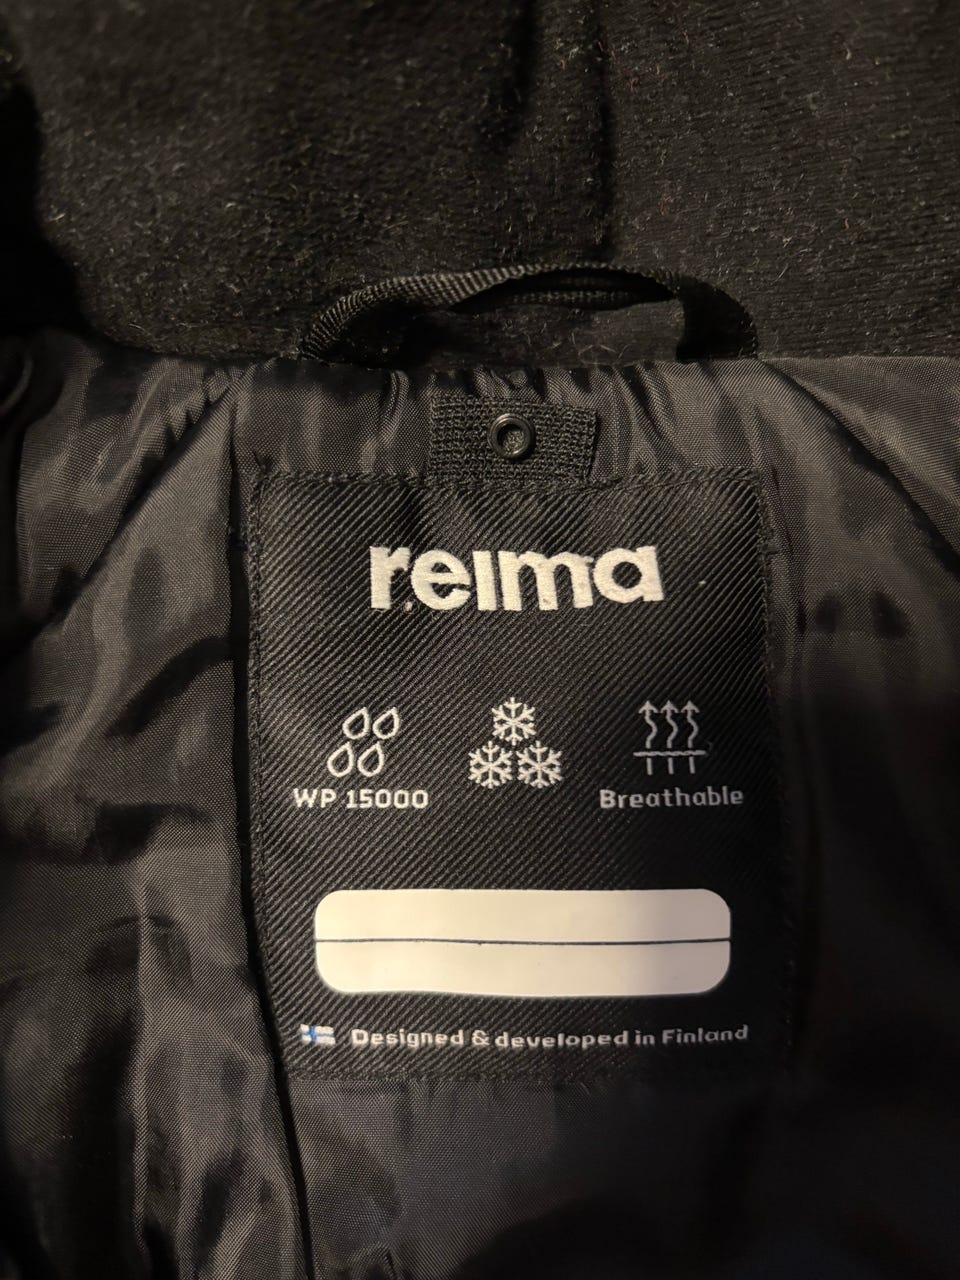 reima
WP 15000
Breathable
Designed & developed in Finland